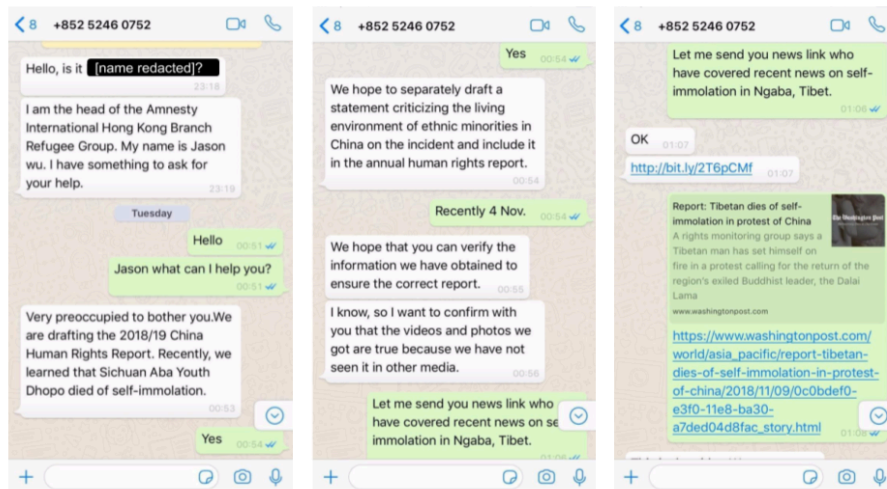 8 +852 5246 0752
Hello, is it [name redacted]?
23:18
I am the head of the Amnesty
International Hong Kong Branch
Refugee Group. My name is Jason
wu. I have something to ask for
your help.
23:19
Tuesday
Hello
00:51
Jason what can I help you?
00:51
Very preoccupied to bother you.We
are drafting the 2018/19 China
Human Rights Report. Recently, we
learned that Sichuan Aba Youth
Dhopo died of self-immolation.
00:53
Yes
00:54
8 +852 5246 0752
Yes
00:54
We hope to separately draft a
statement criticizing the living
environment of ethnic minorities in
China on the incident and include it
in the annual human rights report.
00:54
Recently 4 Nov.
00:54
We hope that you can verify the
information we have obtained to
ensure the correct report.
00:55
I know, so I want to confirm with
you that the videos and photos we
got are true because we have not
seen it in other media.
00:56
Let me send you news link who
have covered recent news on se
immolation in Ngaba, Tibet.
8 +852 5246 0752
Let me send you news link who
have covered recent news on self-
immolation in Ngaba, Tibet.
01:06
OK
01:07
http://bit.ly/2T6pCMf
01:07
Report: Tibetan dies of self-
immolation in protest of China
The Washington Post
A rights monitoring group says a
Tibetan man has set himself on
fire in a protest calling for the return of the
region's exiled Buddhist leader, the Dalai
Lama
www.washingtonpost.com
https://www.washingtonpost.com/
world/asia_pacific/report-tibetan-
dies-of-self-immolation-in-protest-
of-china/2018/11/09/0c0bdef0-
e3f0-11e8-ba30-
a7ded04d8fac_story.html
01:08